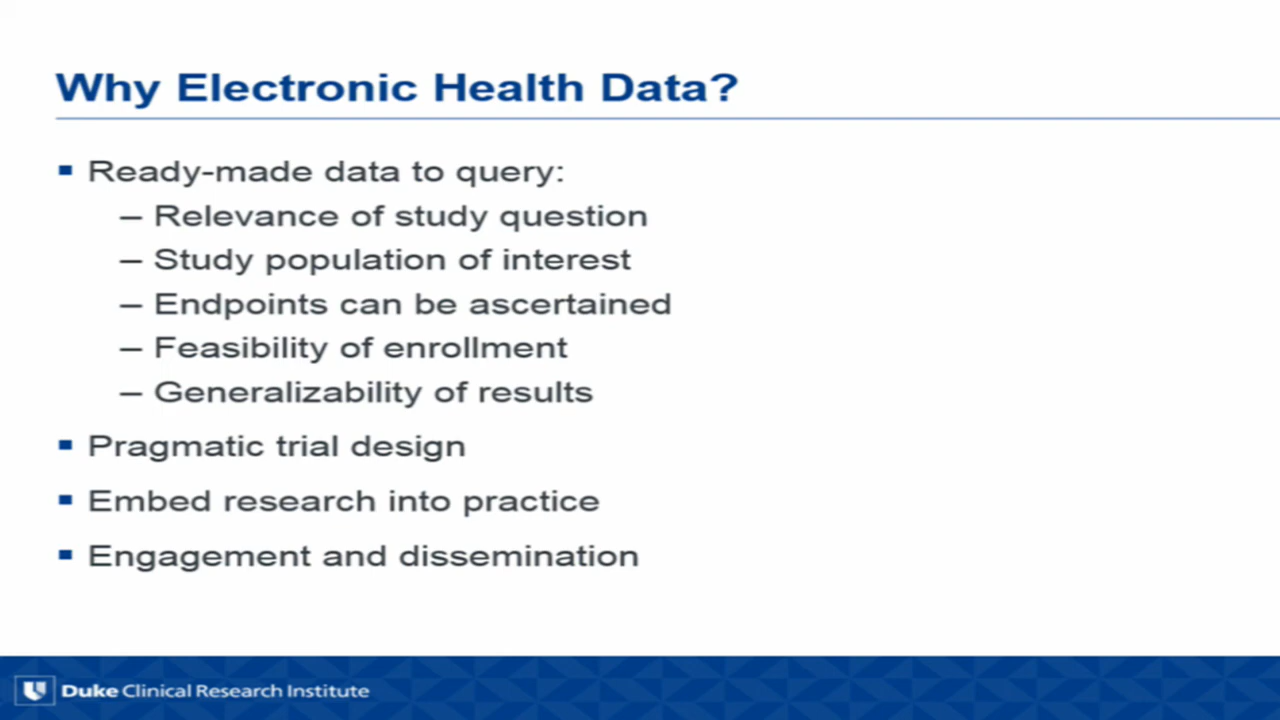 Why Electronic Health Data?
Ready-made data to query:
– Relevance of study question
– Study population of interest
– Endpoints can be ascertained
– Feasibility of enrollment
– Generalizability of results
Pragmatic trial design
Embed research into practice
Engagement and dissemination
Duke Clinical Research Institute